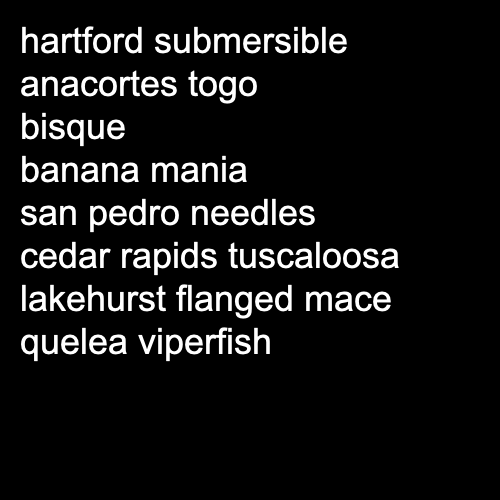 hartford submersible
anacortes togo
bisque
banana mania
san pedro needles
cedar rapids tuscaloosa
lakehurst flanged mace
quelea viperfish